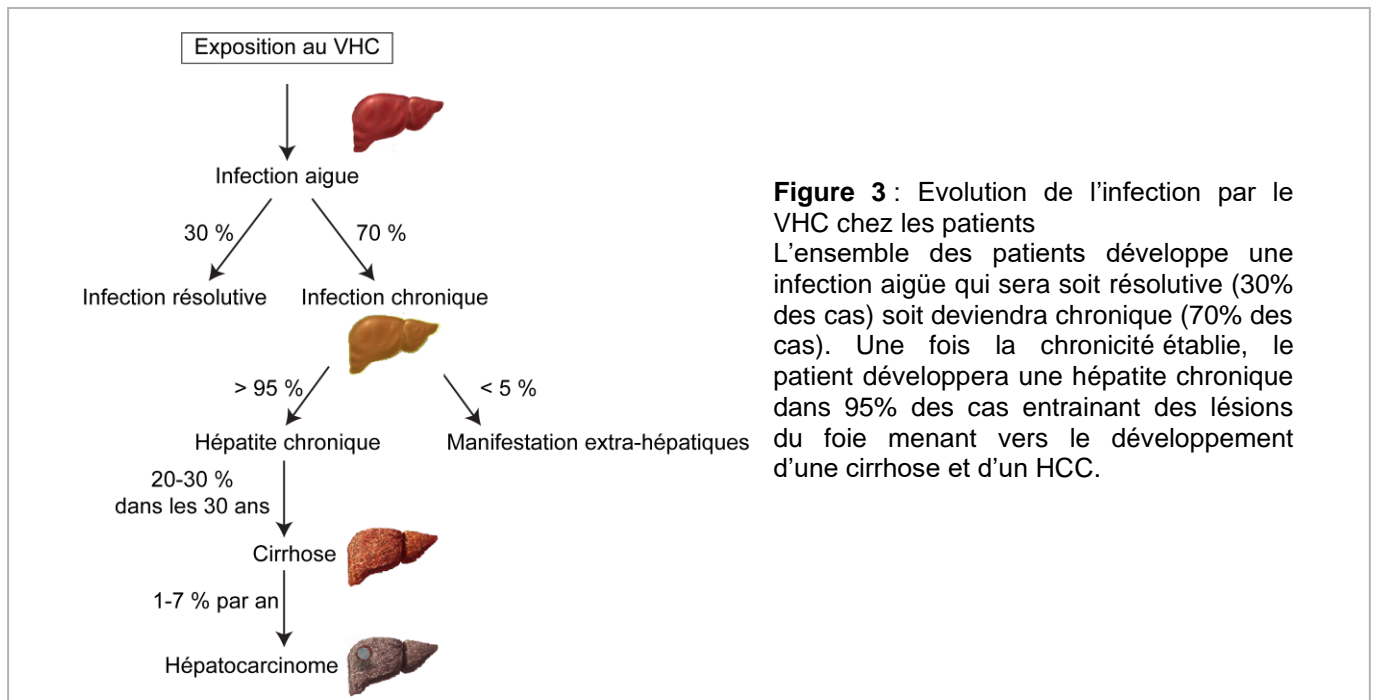 Exposition au VHC
Infection aigue
30 %
70 %
Infection résolutive
Infection chronique
> 95 %
< 5 %
Hépatite chronique
Manifestation extra-hépatiques
20-30 %
dans les 30 ans
Cirrhose
1-7 % par an
Hépatocarcinome
Figure 3 : Evolution de l'infection par le
VHC chez les patients
L'ensemble des patients développe une
infection aigüe qui sera soit résolutive (30%
des cas) soit deviendra chronique (70% des
cas). Une fois la chronicité établie, le
patient développera une hépatite chronique
dans 95% des cas entrainant des lésions
du foie menant vers le développement
d'une cirrhose et d'un HCC.